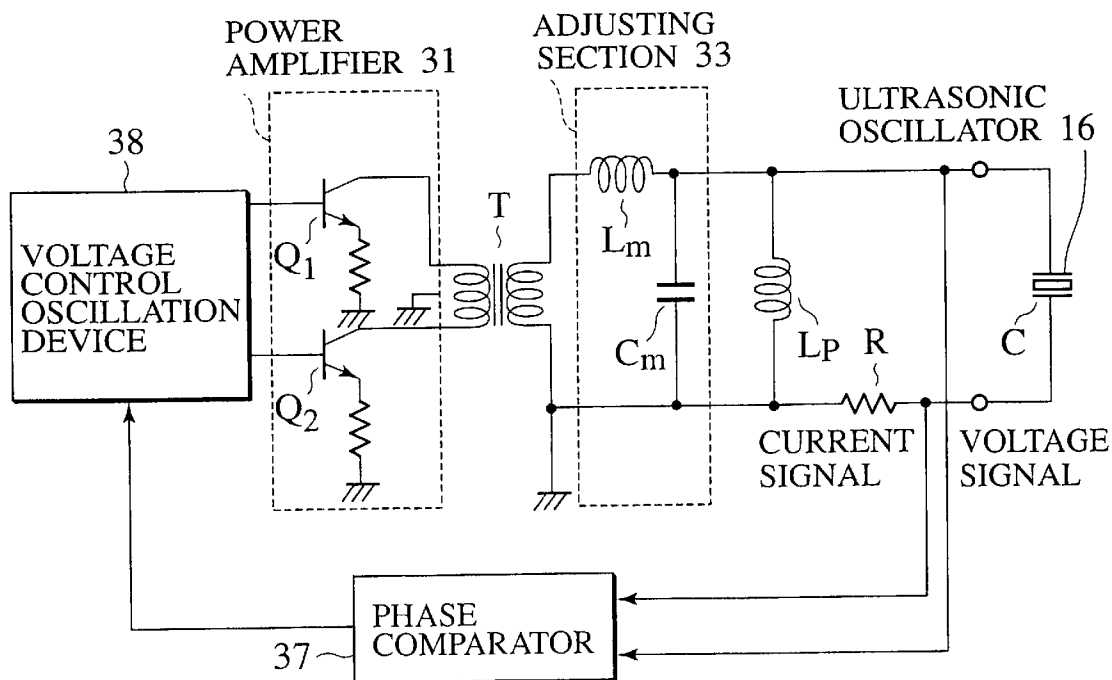 POWER
AMPLIFIER 31
ADJUSTING
SECTION 33
ULTRASONIC
OSCILLATOR 16
38
VOLTAGE
CONTROL
OSCILLATION
DEVICE
Q1
Q2
T
Lm
Cm
LP
R
C
CURRENT
SIGNAL
VOLTAGE
SIGNAL
PHASE
COMPARATOR
37